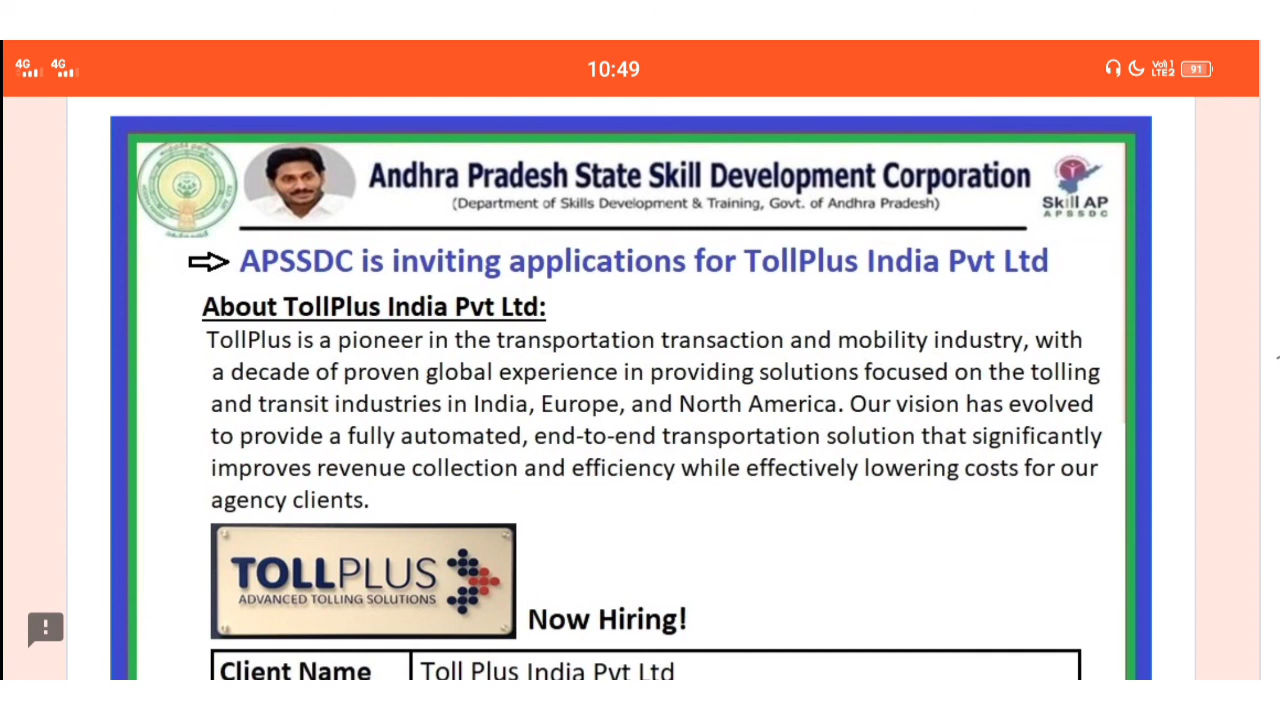 4G 4G 10:49 91
Andhra Pradesh State Skill Development Corporation
(Department of Skills Development & Training, Govt. of Andhra Pradesh)
Skill AP
APSSDC
APSSDC is inviting applications for TollPlus India Pvt Ltd
About TollPlus India Pvt Ltd:
TollPlus is a pioneer in the transportation transaction and mobility industry, with
a decade of proven global experience in providing solutions focused on the tolling
and transit industries in India, Europe, and North America. Our vision has evolved
to provide a fully automated, end-to-end transportation solution that significantly
improves revenue collection and efficiency while effectively lowering costs for our
agency clients.
TOLLPLUS
ADVANCED TOLLING SOLUTIONS
Now Hiring!
Client Name Toll Plus India Pvt Ltd